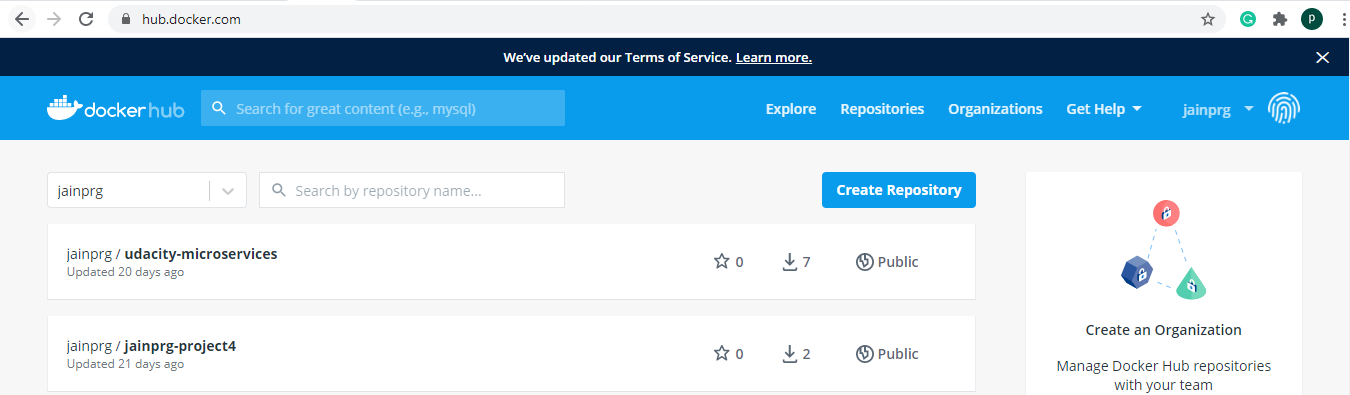 hub.docker.com
p
We've updated our Terms of Service. Learn more.
docker hub
Search for great content (e.g., mysql)
Explore
Repositories
Organizations
Get Help
jainprg
jainprg
Search by repository name...
Create Repository
jainprg / udacity-microservices
Updated 20 days ago
0
7
Public
jainprg / jainprg-project4
Updated 21 days ago
0
2
Public
Create an Organization
Manage Docker Hub repositories
with your team